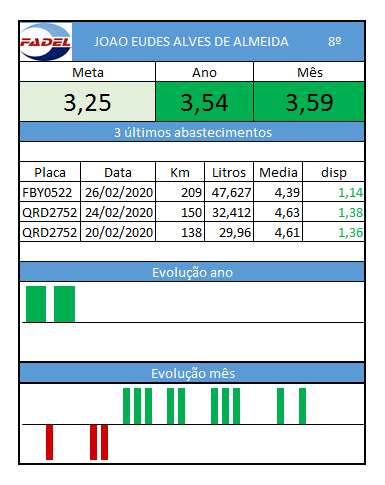 FADEL JOAO EUDES ALVES DE ALMEIDA 8º
Meta Ano Mês
3,25 3,54 3,59
3 últimos abastecimentos
Placa Data Km Litros Media disp
FBY0522 26/02/2020 209 47,627 4,39 1,14
QRD2752 24/02/2020 150 32,412 4,63 1,38
QRD2752 20/02/2020 138 29,96 4,61 1,36
Evolução ano
Evolução mês